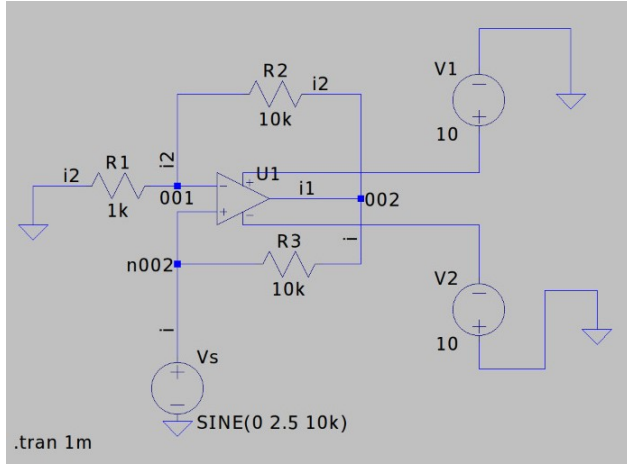 V1
R2
i2
10k
10
i2
R1
i2
U1
001
i1
002
1k
R3
i
n002
10k
V2
10
i
Vs
SINE(0 2.5 10k)
.tran 1m